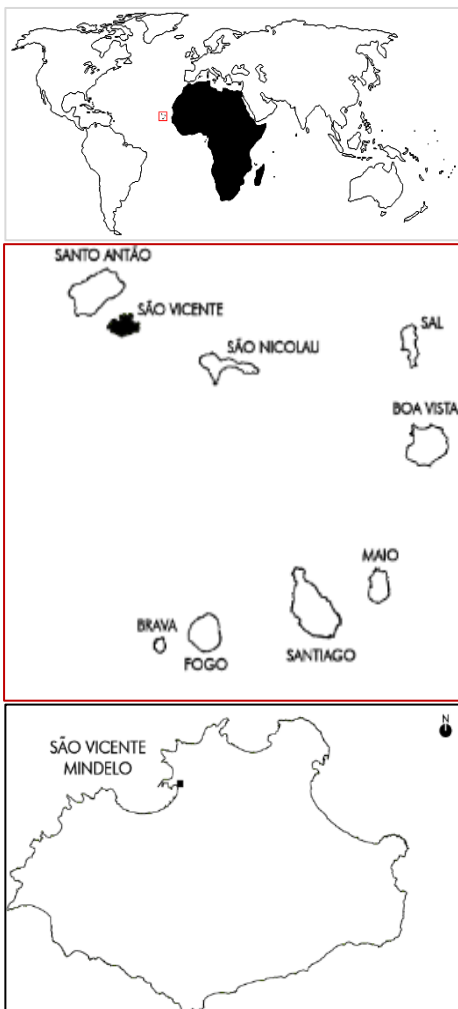 SANTO ANTÃO
SÃO VICENTE
SAL
SÃO NICOLAU
BOA VISTA
MAIO
BRAVA
FOGO
SANTIAGO
N
SÃO VICENTE
MINDELO